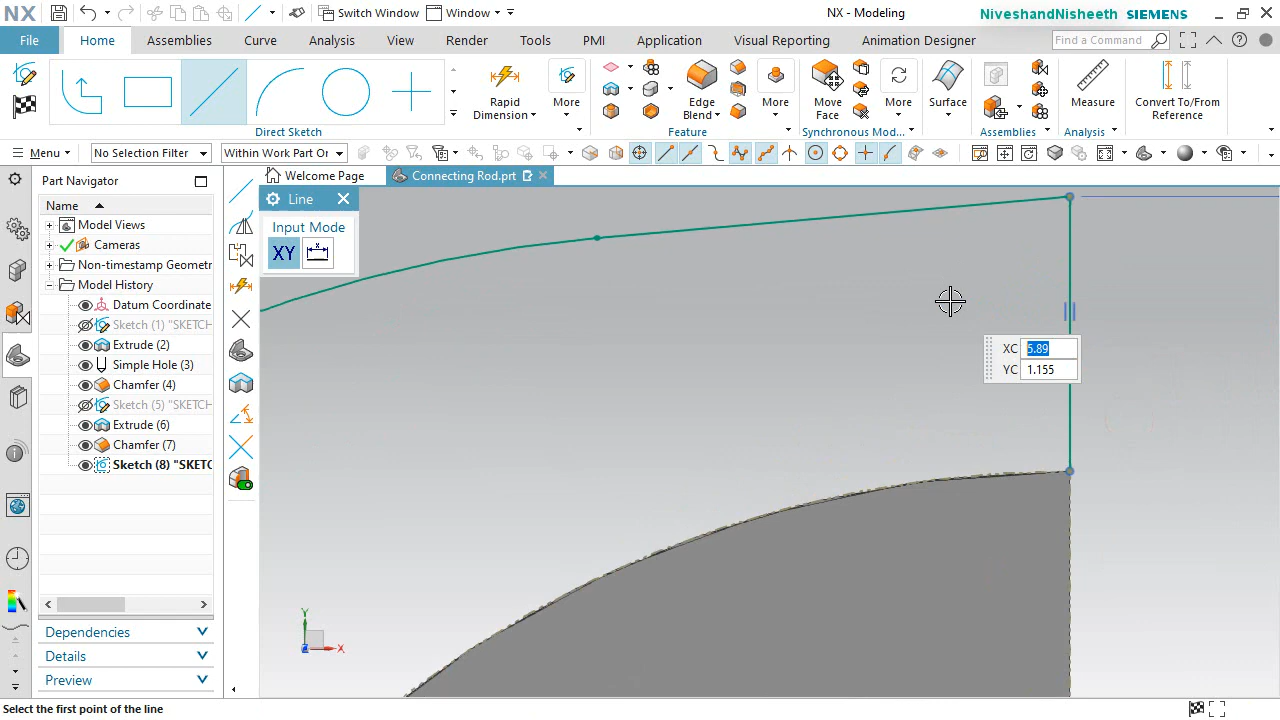 NX
Switch Window
Window
NX - Modeling
NiveshandNisheeth SIEMENS
File
Home
Assemblies
Curve
Analysis
View
Render
Tools
PMI
Application
Visual Reporting
Animation Designer
Find a Command
Rapid Dimension
More
Edge Blend
More
Move Face
More
Surface
Measure
Convert To/From Reference
Direct Sketch
Feature
Synchronous Mod...
Assemblies
Analysis
Menu
No Selection Filter
Within Work Part On
Part Navigator
Welcome Page
Connecting Rod.prt
Name
Line
Input Mode
XY
Model Views
Cameras
Non-timestamp Geometr
Model History
Datum Coordinate
Sketch (1) "SKETCH
Extrude (2)
Simple Hole (3)
Chamfer (4)
Sketch (5) "SKETCH
Extrude (6)
Chamfer (7)
Sketch (8) "SKETC
XC 5.89
YC 1.155
Y
X
Dependencies
Details
Preview
Select the first point of the line